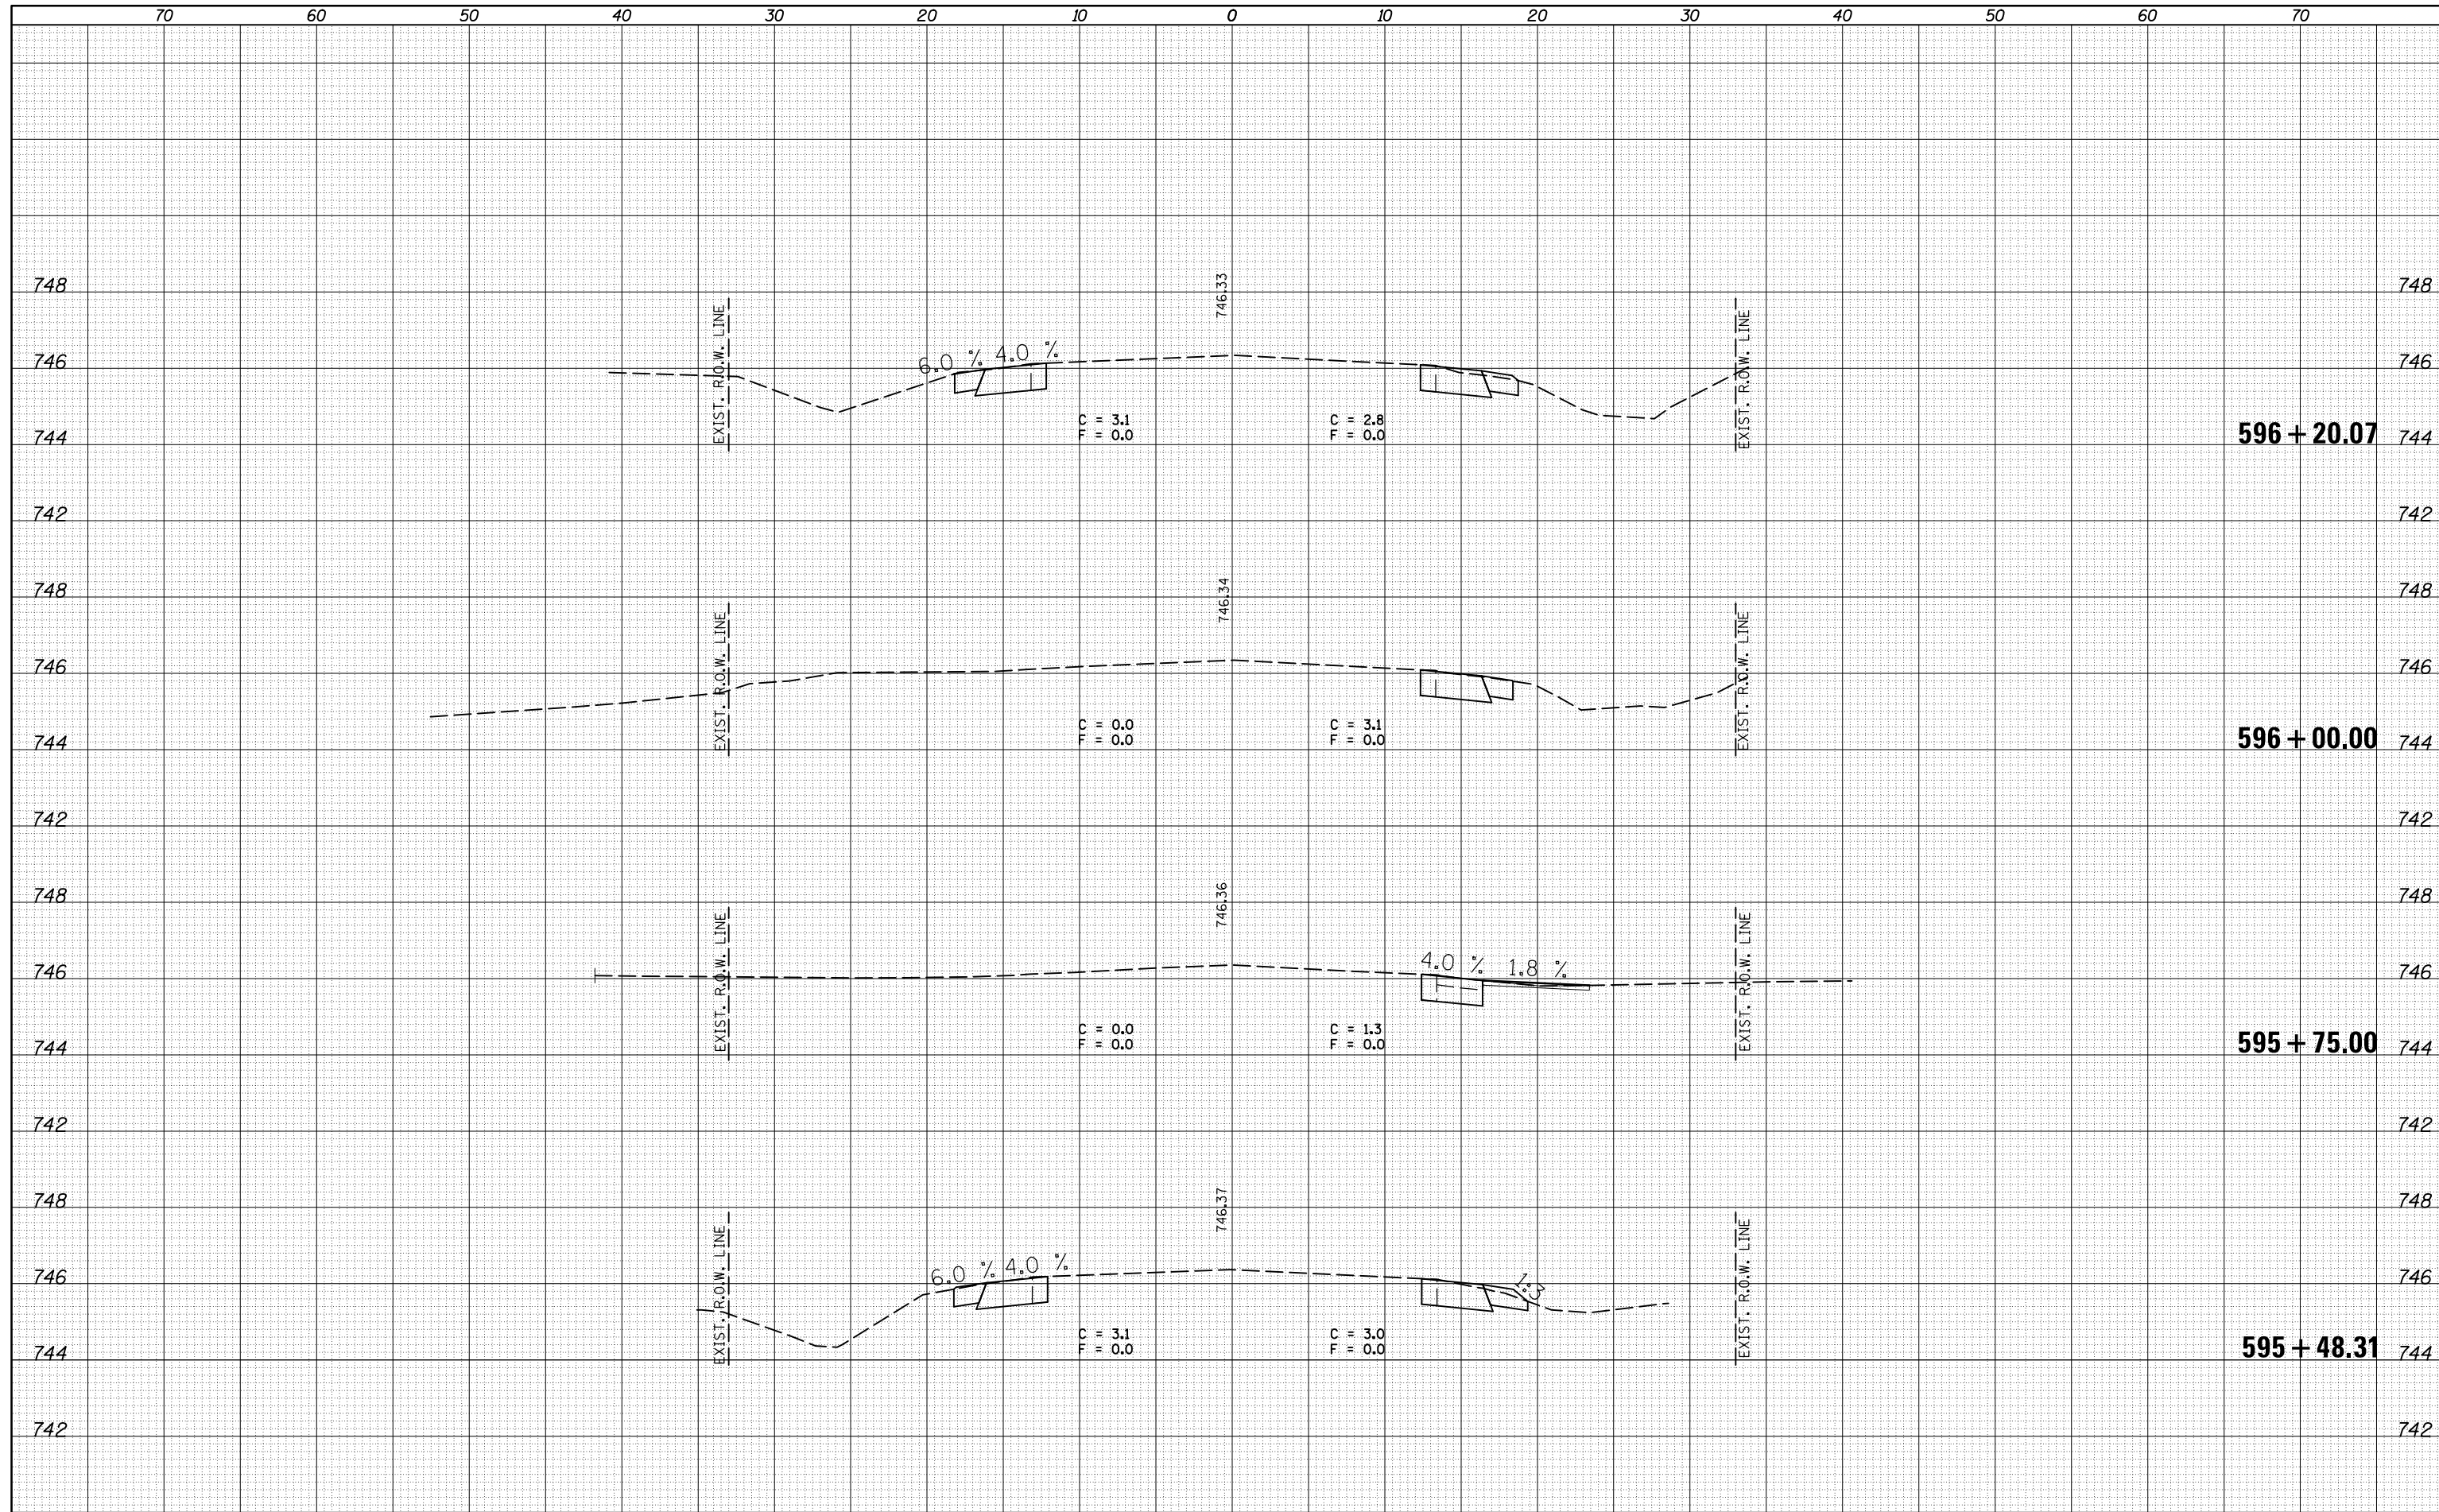 70 60 50 40 30 20 10 0 10 20 30 40 50 60 70
748 748
746.33
EXIST. R.O.W. LINE
EXIST. R.O.W. LINE
6.0 % 4.0 %
746 746
C = 3.1 C = 2.8
F = 0.0 F = 0.0
744 596 + 20.07 744
742 742
748 748
746.34
EXIST. R.O.W. LINE
EXIST. R.O.W. LINE
746 746
C = 0.0 C = 3.1
F = 0.0 F = 0.0
744 596 + 00.00 744
742 742
748 748
746.36
EXIST. R.O.W. LINE
EXIST. R.O.W. LINE
4.0 % 1.8 %
746 746
C = 0.0 C = 1.3
F = 0.0 F = 0.0
744 595 + 75.00 744
742 742
748 748
746.37
EXIST. R.O.W. LINE
EXIST. R.O.W. LINE
6.0 % 4.0 %
1:3
746 746
C = 3.1 C = 3.0
F = 0.0 F = 0.0
744 595 + 48.31 744
742 742